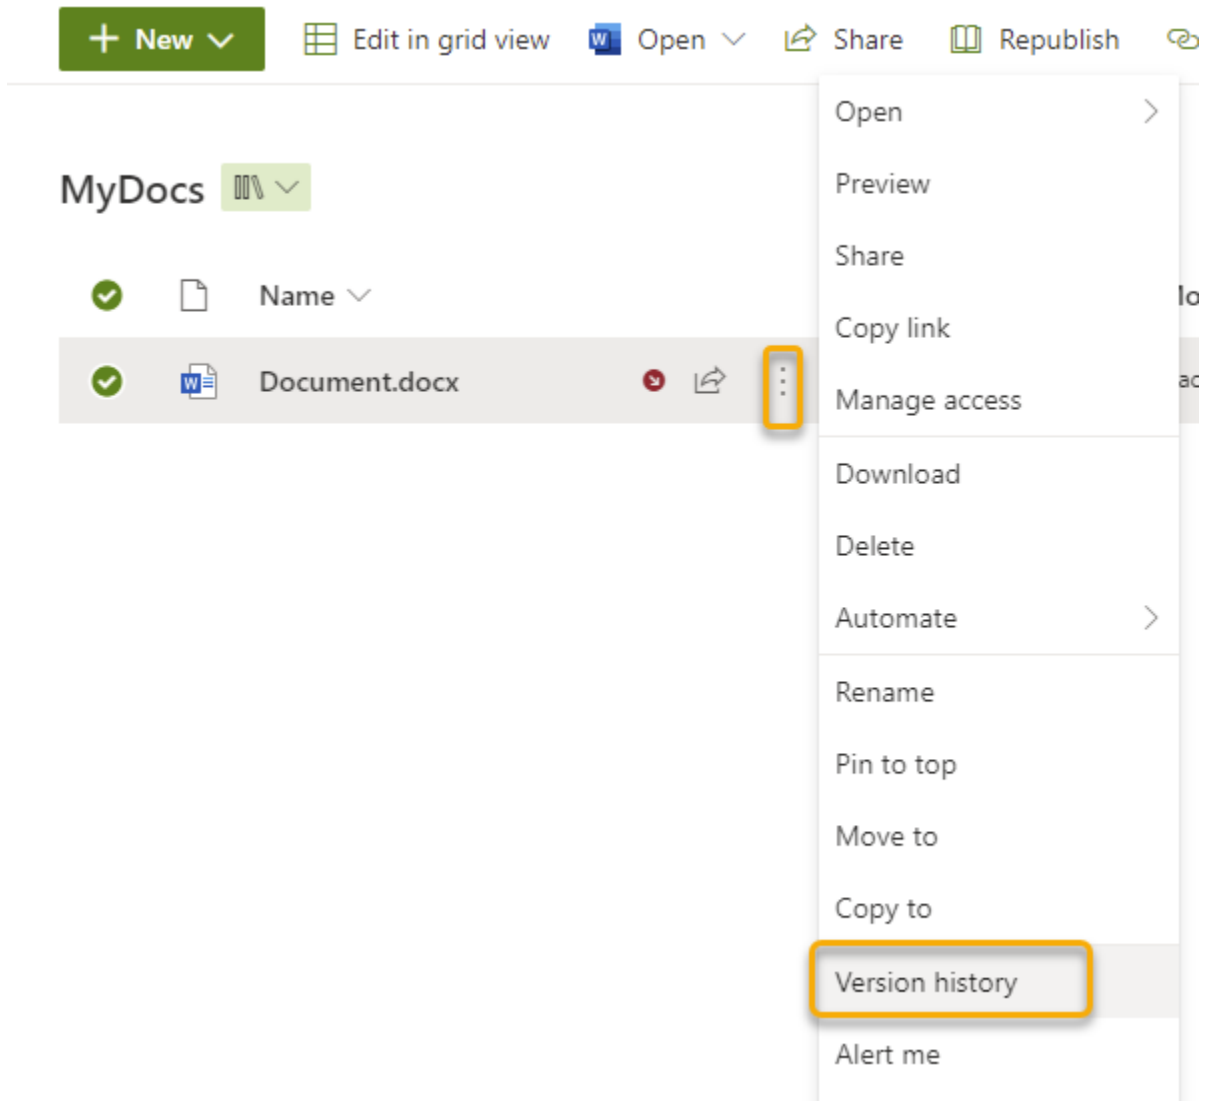 New
Edit in grid view
Open
Share
Republish
MyDocs
Name
Document.docx
Open
Preview
Share
Copy link
Manage access
Download
Delete
Automate
Rename
Pin to top
Move to
Copy to
Version history
Alert me